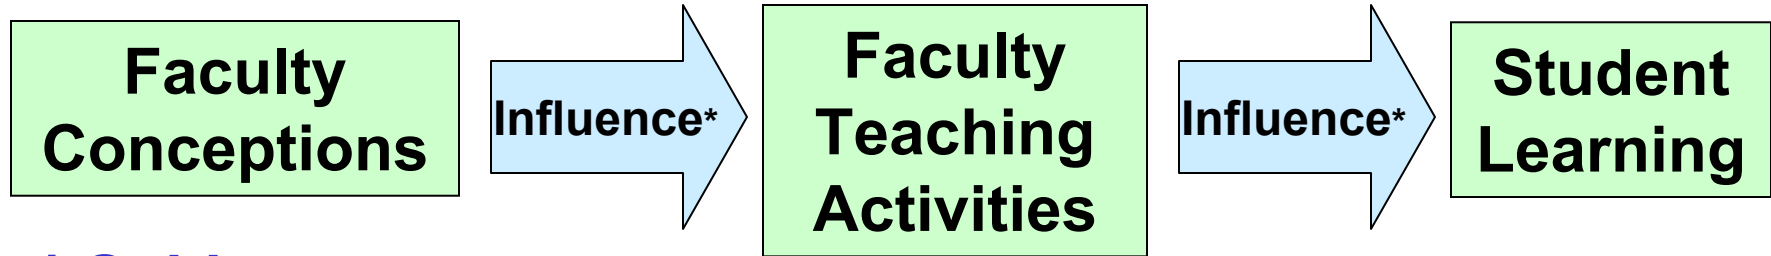 Faculty
Conceptions
Influence*
Faculty
Teaching
Activities
Influence*
Student
Learning